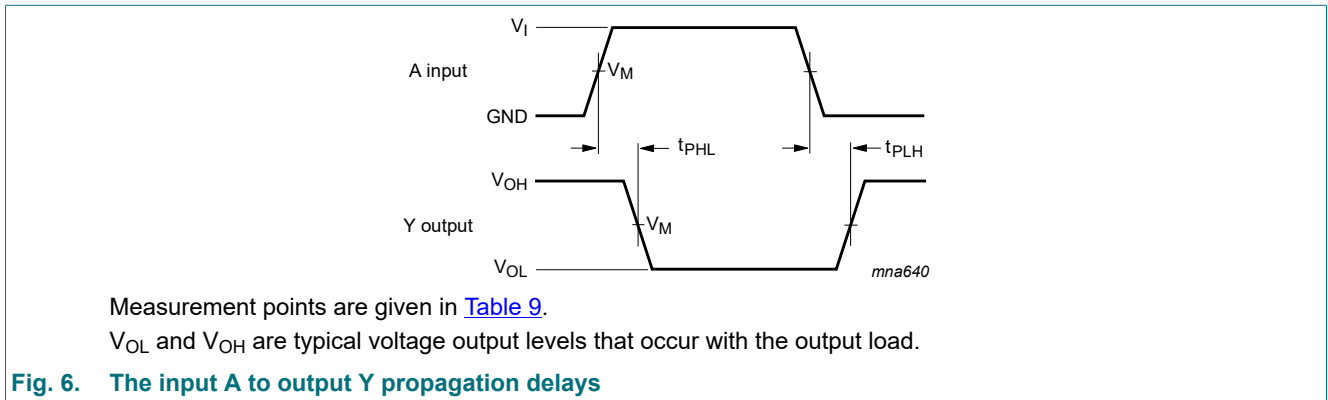 V_I
A input
V_M
GND
t_PHL
t_PLH
V_OH
Y output
V_M
V_OL
mna640
Measurement points are given in Table 9.
V_OL and V_OH are typical voltage output levels that occur with the output load.
Fig. 6. The input A to output Y propagation delays